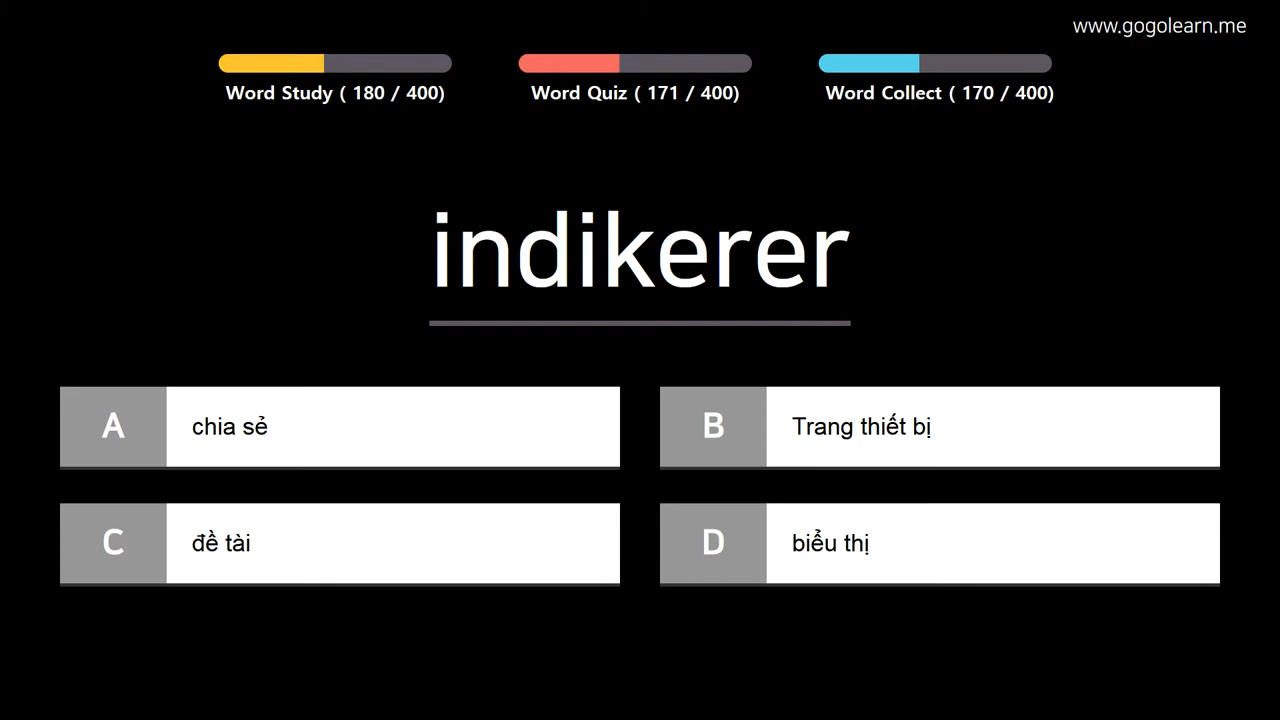 www.gogolearn.me
Word Study ( 180 / 400)
Word Quiz ( 171 / 400)
Word Collect ( 170 / 400)
indikerer
A chia sẻ
B Trang thiết bị
C đề tài
D biểu thị